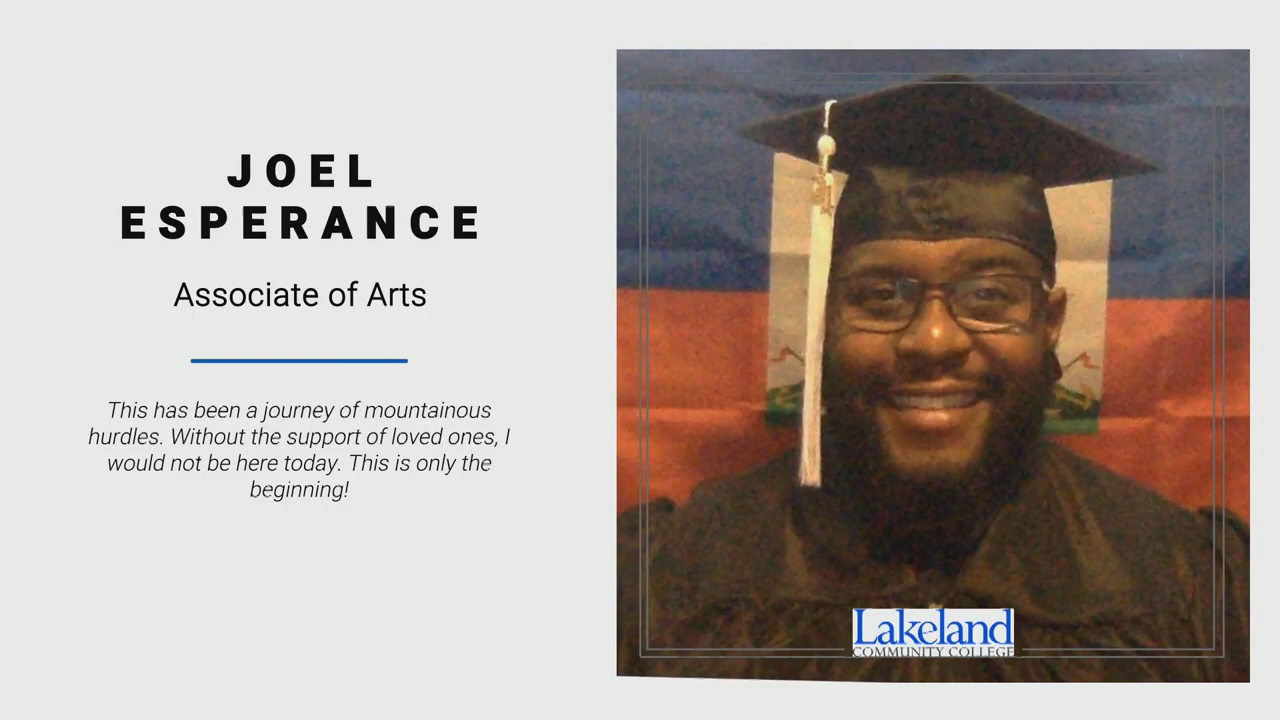 JOEL
ESPERANCE
Associate of Arts
This has been a journey of mountainous
hurdles. Without the support of loved ones, I
would not be here today. This is only the
beginning!
Lakeland
COMMUNITY COLLEGE